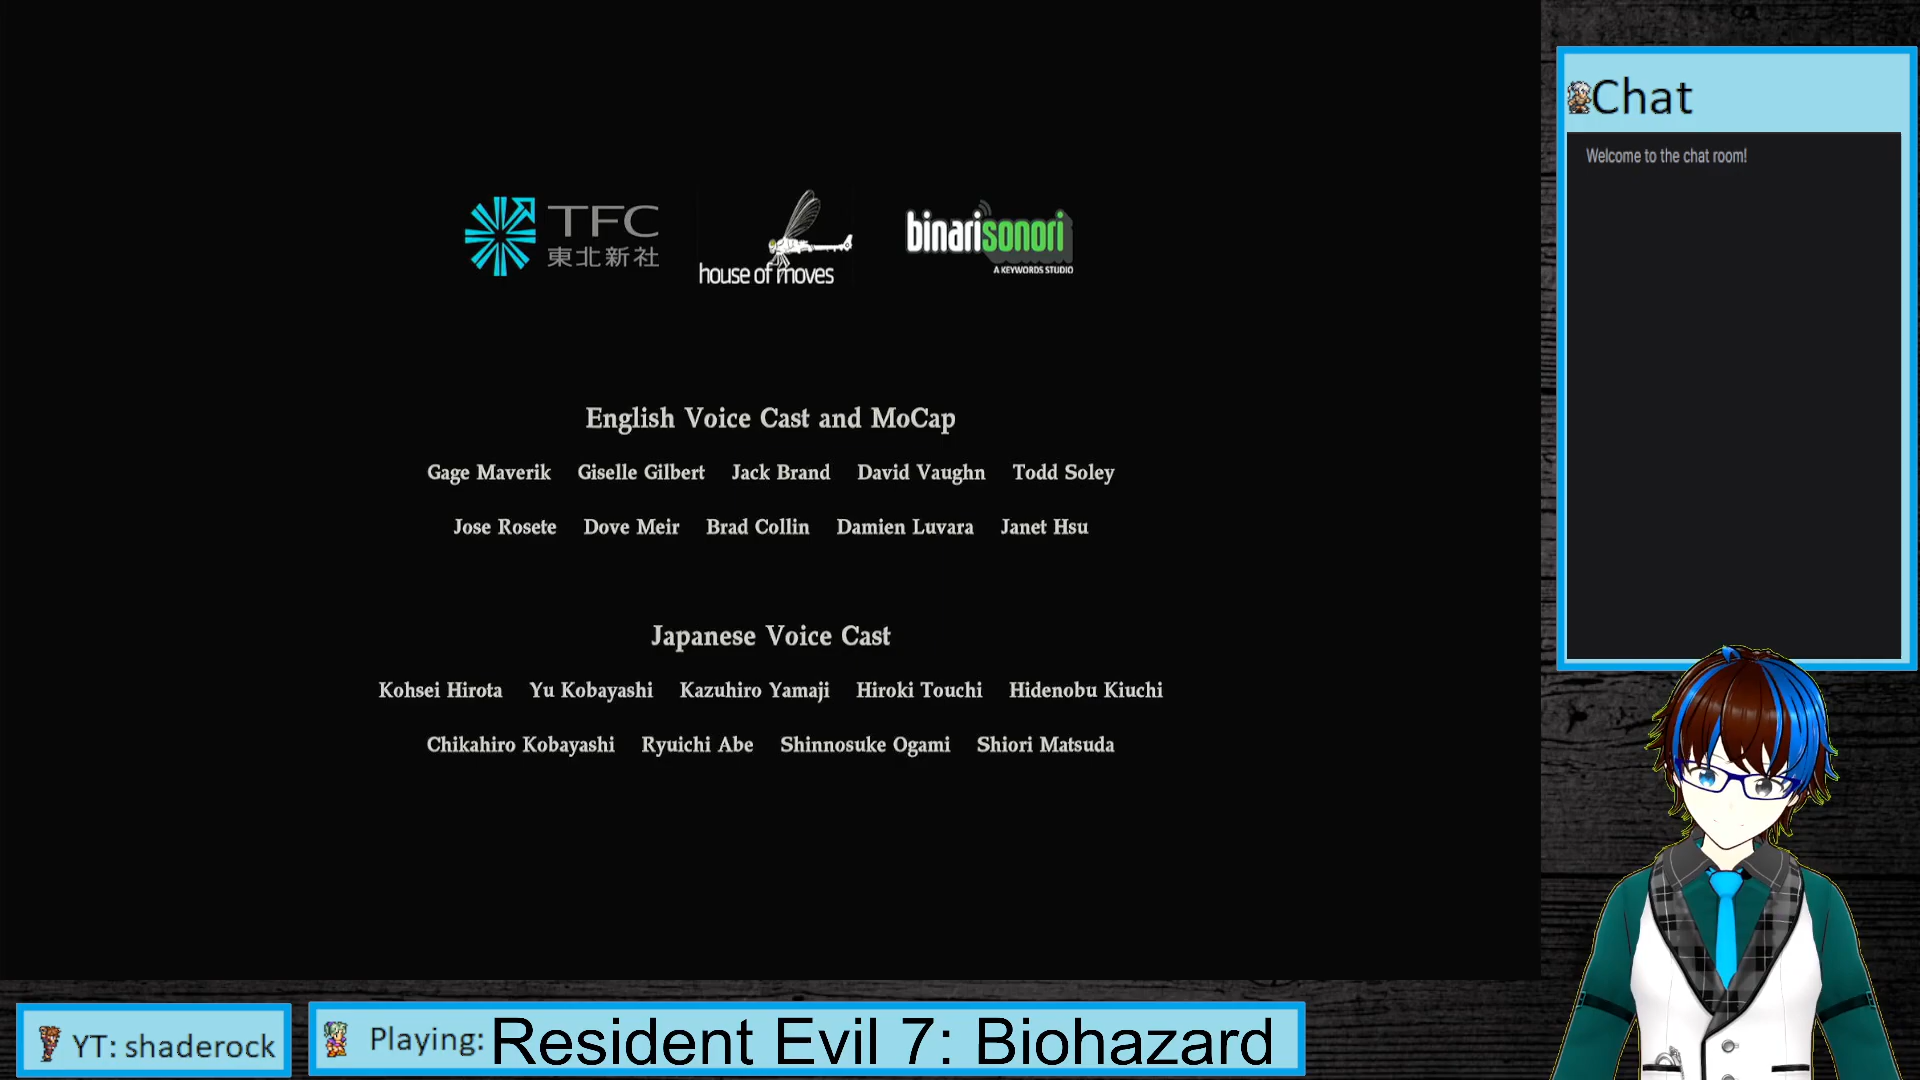 TFC
東北新社
house of moves
binarisonori
A KEYWORDS STUDIO
English Voice Cast and MoCap
Gage Maverik Giselle Gilbert Jack Brand David Vaughn Todd Soley
Jose Rosete Dove Meir Brad Collin Damien Luvara Janet Hsu
Japanese Voice Cast
Kohsei Hirota Yu Kobayashi Kazuhiro Yamaji Hiroki Touchi Hidenobu Kiuchi
Chikahiro Kobayashi Ryuichi Abe Shinnosuke Ogami Shiori Matsuda
Chat
Welcome to the chat room!
YT: shaderock
Playing: Resident Evil 7: Biohazard